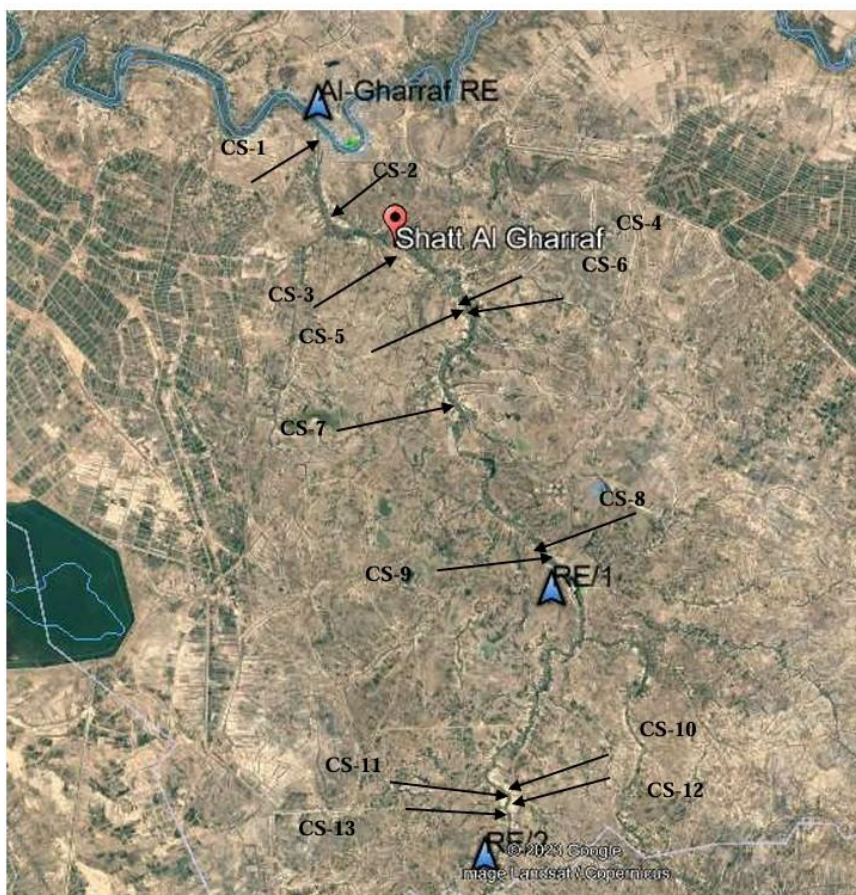 Al-Gharraf RE
CS-1
CS-2
CS-4
Shatt Al Gharraf
CS-6
CS-3
CS-5
CS-7
CS-8
CS-9
RE/1
CS-10
CS-11
CS-12
CS-13
RE/2
© 2023 Google
Image Landsat / Copernicus